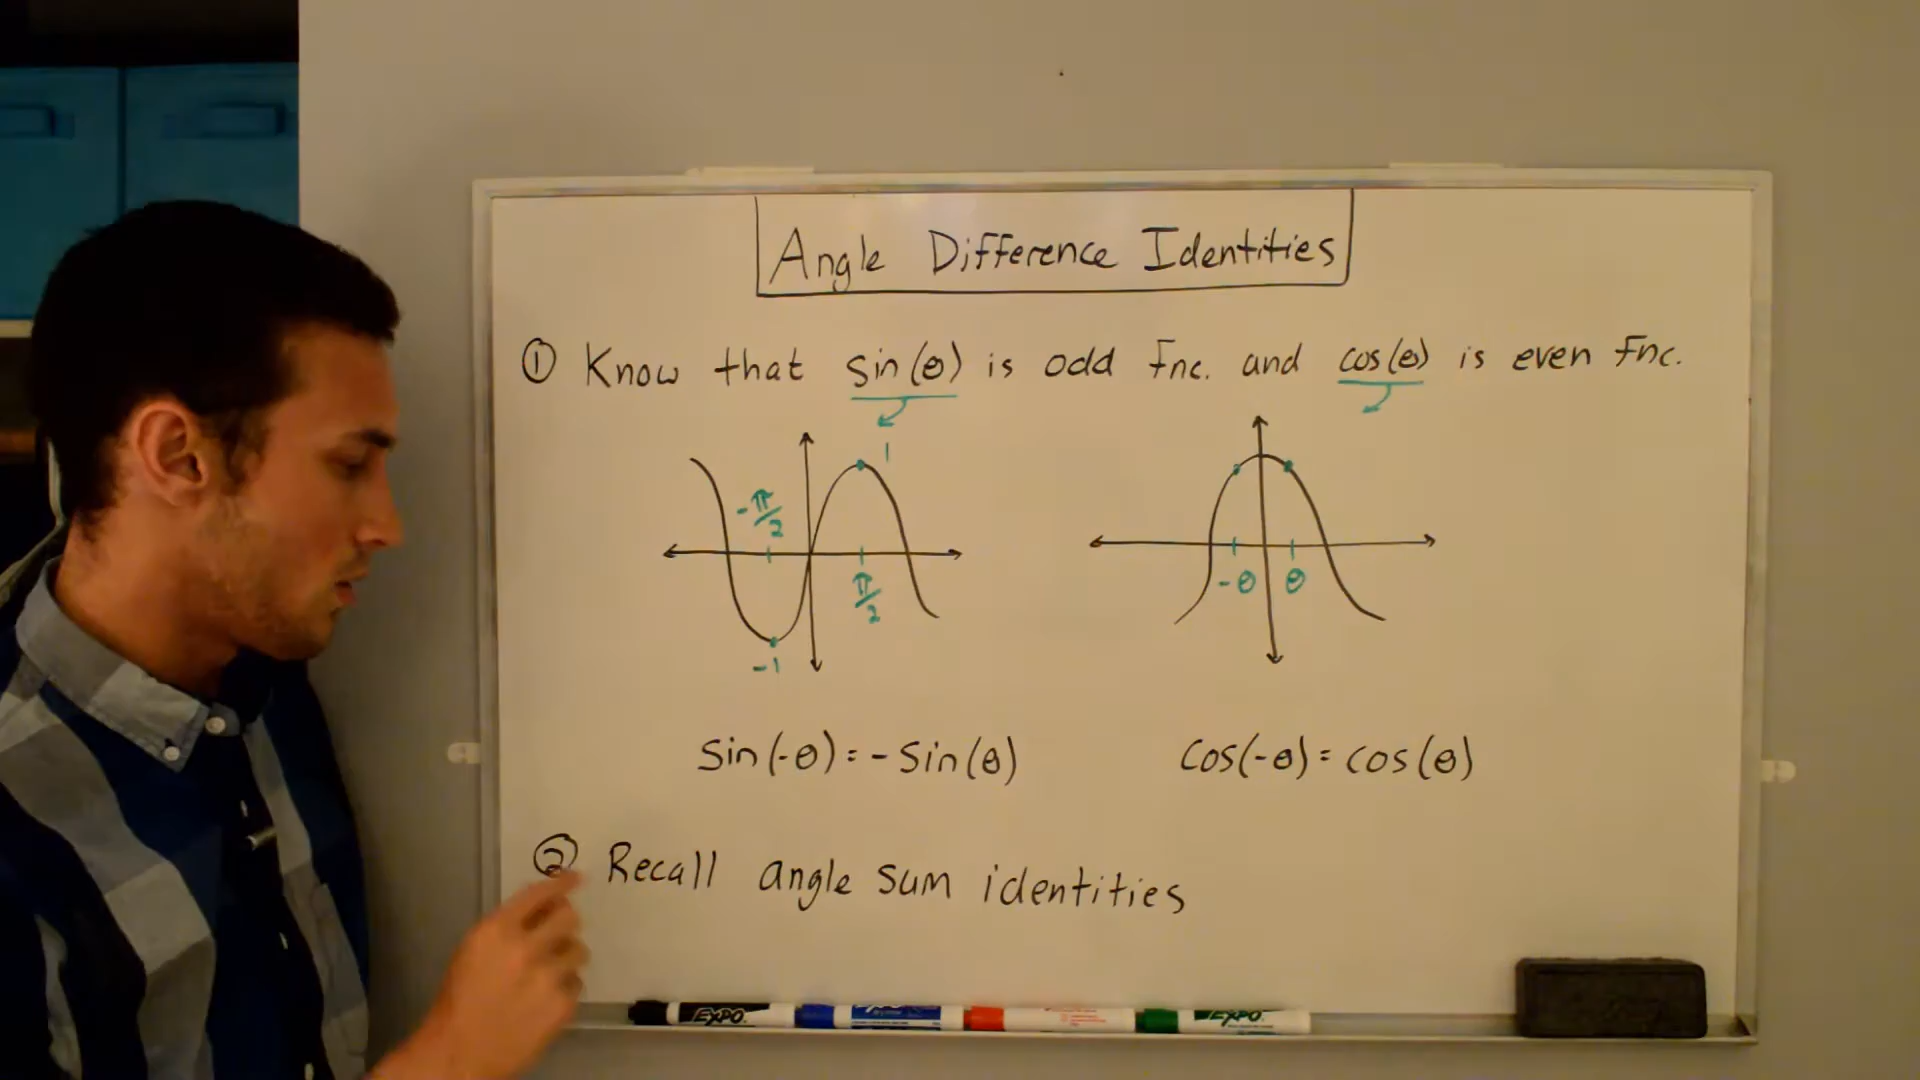 Angle Difference Identities
① Know that sin(θ) is odd fnc. and cos(θ) is even fnc.
1
-π/2
π/2
-1
-θ θ
Sin(-θ) = -Sin(θ) Cos(-θ) = Cos(θ)
② Recall angle sum identities
EXPO EXPO